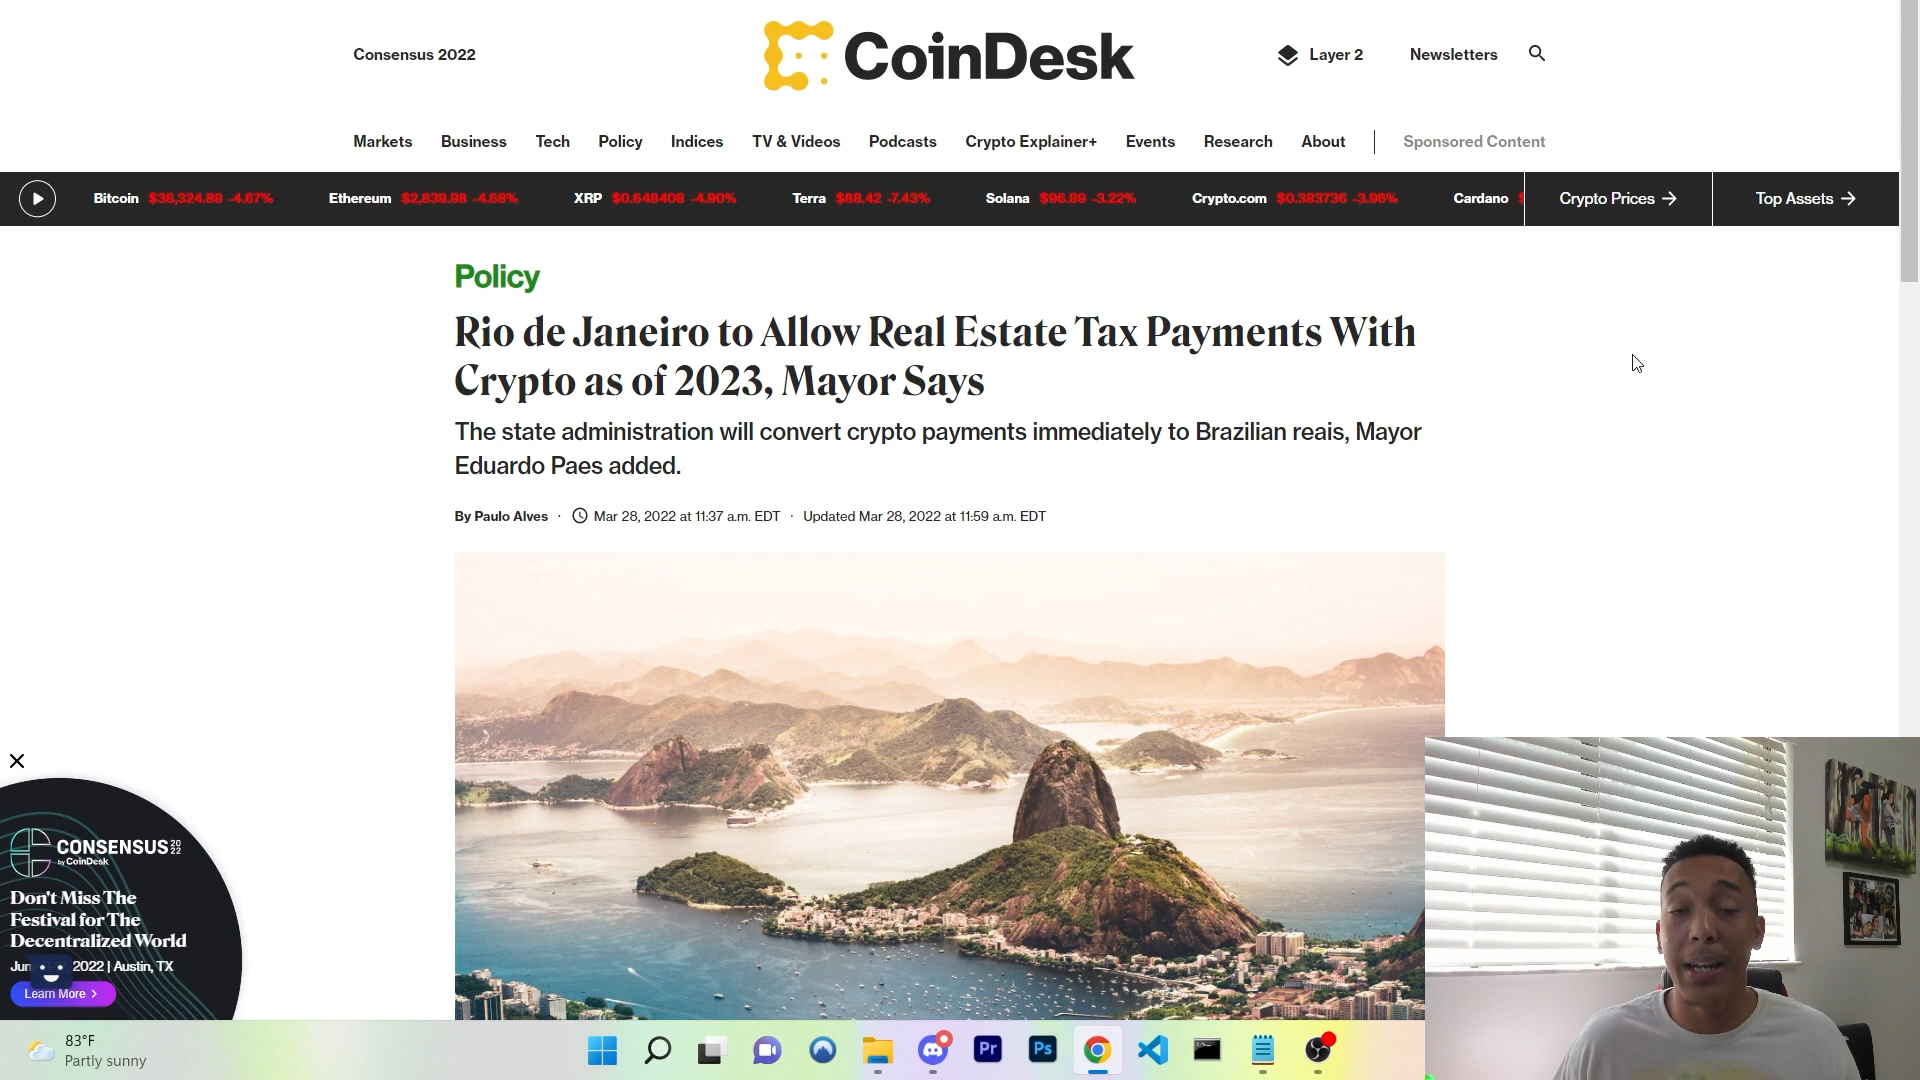 Consensus 2022
CoinDesk
Layer 2
Newsletters
Markets Business Tech Policy Indices TV & Videos Podcasts Crypto Explainer+ Events Research About Sponsored Content
Bitcoin $38,324.89 -4.67% Ethereum $2,839.98 -4.68% XRP $0.648408 -4.90% Terra $88.42 -7.43% Solana $96.89 -3.22% Crypto.com $0.383736 -3.96% Cardano
Crypto Prices →
Top Assets →
Policy
Rio de Janeiro to Allow Real Estate Tax Payments With
Crypto as of 2023, Mayor Says
The state administration will convert crypto payments immediately to Brazilian reais, Mayor
Eduardo Paes added.
By Paulo Alves · Mar 28, 2022 at 11:37 a.m. EDT · Updated Mar 28, 2022 at 11:59 a.m. EDT
CONSENSUS 20
22
by CoinDesk
Don't Miss The
Festival for The
Decentralized World
2022 | Austin, TX
Learn More >
83°F
Partly sunny
Pr
Ps